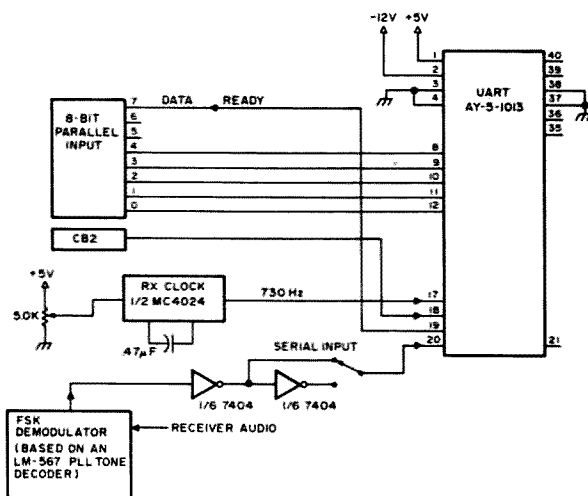 -12V +5V
1
2
3
4
8
9
10
11
12
17
18
19
20
UART
AY-5-1013
40
39
38
37
36
35
21
8-BIT
PARALLEL
INPUT
7
6
5
4
3
2
1
0
DATA READY
CB2
+5V
5.0K
RX CLOCK
1/2 MC4024
730 Hz
.47µF
SERIAL INPUT
1/6 7404
1/6 7404
FSK
DEMODULATOR
(BASED ON AN
LM-567 PLL TONE
DECODER)
RECEIVER AUDIO